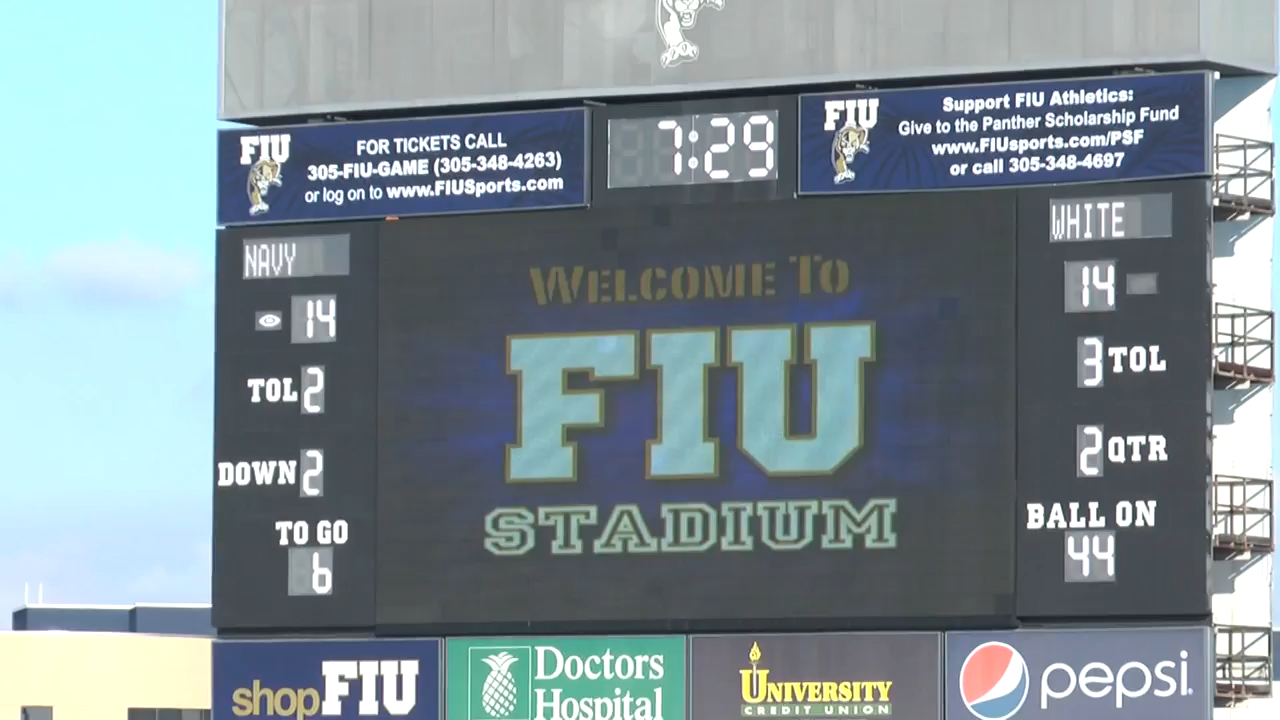 FIU
FOR TICKETS CALL
305-FIU-GAME (305-348-4263)
or log on to www.FIUSports.com
7:29
FIU
Support FIU Athletics:
Give to the Panther Scholarship Fund
www.FIUsports.com/PSF
or call 305-348-4697
NAVY
14
TOL 2
DOWN 2
TO GO
6
WELCOME TO
FIU
STADIUM
WHITE
14
3 TOL
2 QTR
BALL ON
44
shopFIU
Doctors
Hospital
UNIVERSITY
CREDIT UNION
pepsi